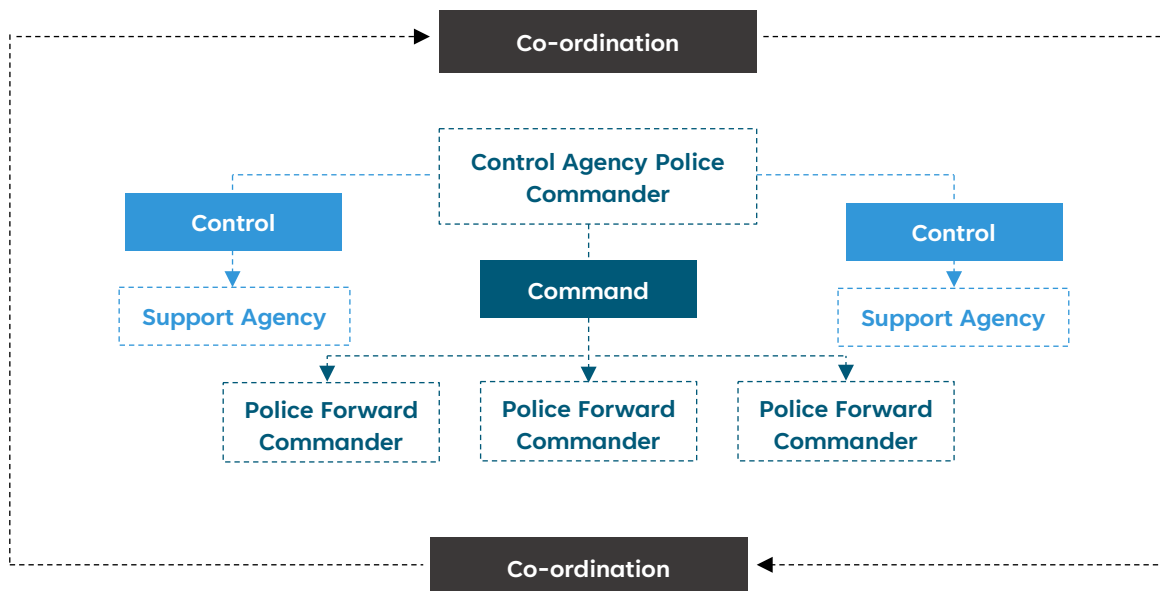 Co-ordination
Control Agency Police
Commander
Control
Control
Command
Support Agency
Support Agency
Police Forward
Commander
Police Forward
Commander
Police Forward
Commander
Co-ordination